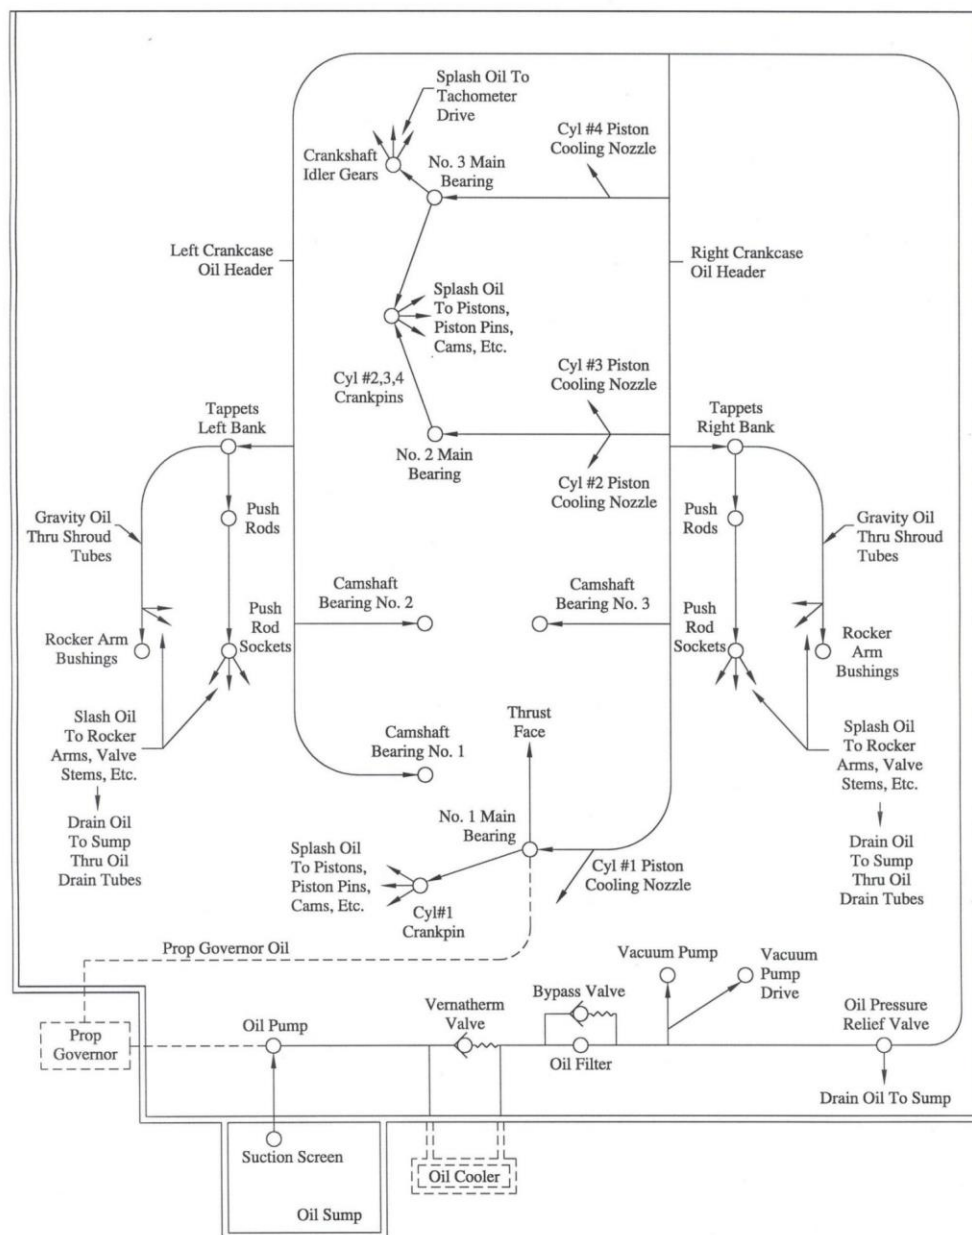 Splash Oil To
Tachometer
Drive
Crankshaft
Idler Gears
No. 3 Main
Bearing
Cyl #4 Piston
Cooling Nozzle
Left Crankcase
Oil Header
Right Crankcase
Oil Header
Splash Oil
To Pistons,
Piston Pins,
Cams, Etc.
Cyl #2,3,4
Crankpins
Cyl #3 Piston
Cooling Nozzle
Tappets
Left Bank
No. 2 Main
Bearing
Cyl #2 Piston
Cooling Nozzle
Tappets
Right Bank
Gravity Oil
Thru Shroud
Tubes
Push
Rods
Push
Rods
Gravity Oil
Thru Shroud
Tubes
Camshaft
Bearing No. 2
Camshaft
Bearing No. 3
Rocker Arm
Bushings
Push
Rod
Sockets
Push
Rod
Sockets
Rocker
Arm
Bushings
Slash Oil
To Rocker
Arms, Valve
Stems, Etc.
Camshaft
Bearing No. 1
Thrust
Face
Splash Oil
To Rocker
Arms, Valve
Stems, Etc.
Drain Oil
To Sump
Thru Oil
Drain Tubes
No. 1 Main
Bearing
Splash Oil
To Pistons,
Piston Pins,
Cams, Etc.
Cyl#1
Crankpin
Cyl #1 Piston
Cooling Nozzle
Drain Oil
To Sump
Thru Oil
Drain Tubes
Prop Governor Oil
Vacuum Pump
Vacuum
Pump
Drive
Prop
Governor
Oil Pump
Vernatherm
Valve
Bypass Valve
Oil Filter
Oil Pressure
Relief Valve
Drain Oil To Sump
Suction Screen
Oil Cooler
Oil Sump